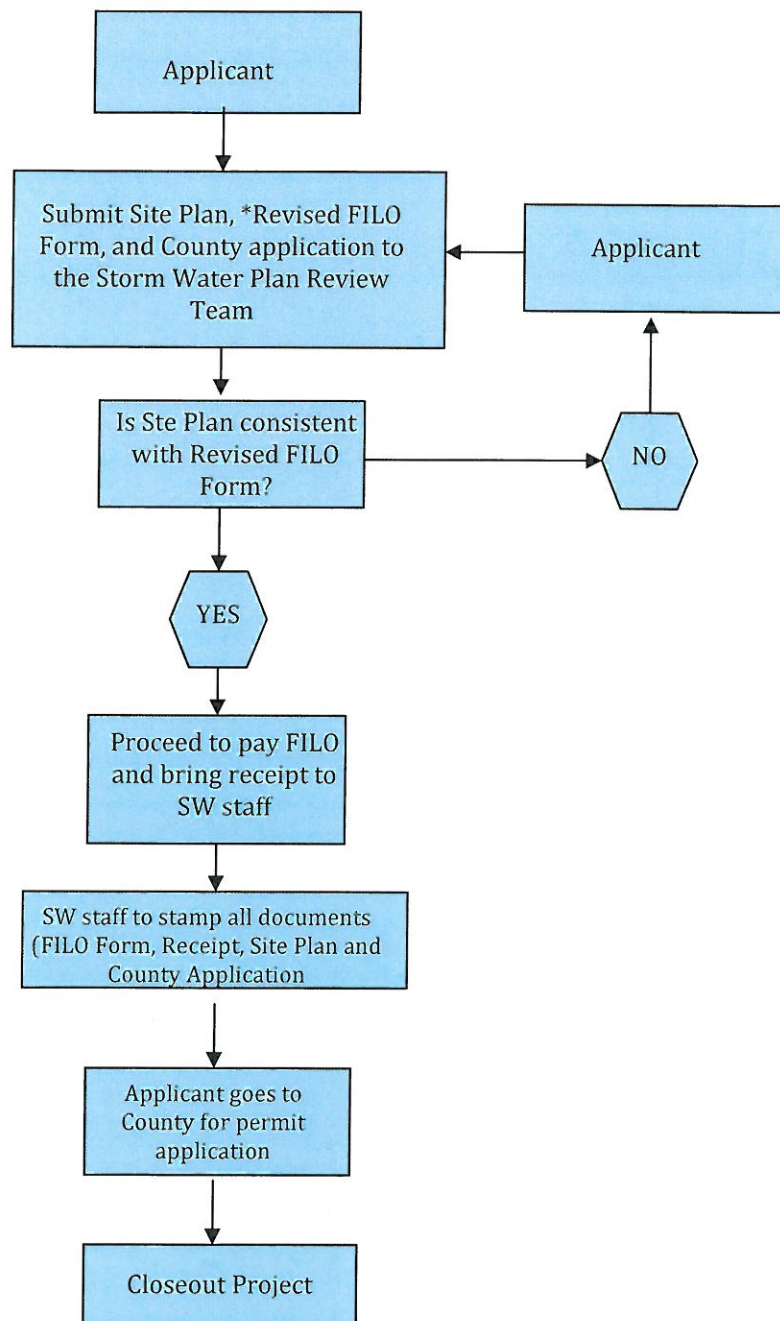 Applicant
Submit Site Plan, *Revised FILO
Form, and County application to
the Storm Water Plan Review
Team
Applicant
Is Ste Plan consistent
with Revised FILO
Form?
NO
YES
Proceed to pay FILO
and bring receipt to
SW staff
SW staff to stamp all documents
(FILO Form, Receipt, Site Plan and
County Application
Applicant goes to
County for permit
application
Closeout Project